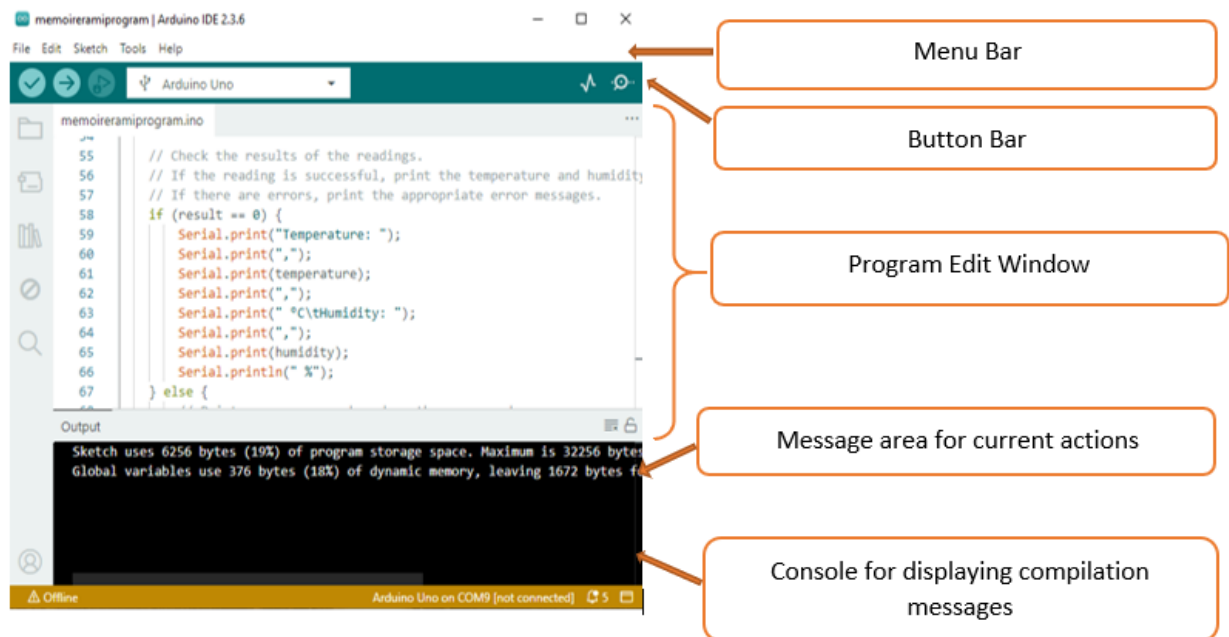 memoireramiprogram | Arduino IDE 2.3.6
File Edit Sketch Tools Help
Arduino Uno
memoireramiprogram.ino
54
55 // Check the results of the readings.
56 // If the reading is successful, print the temperature and humidity
57 // If there are errors, print the appropriate error messages.
58 if (result == 0) {
59 Serial.print("Temperature: ");
60 Serial.print(",");
61 Serial.print(temperature);
62 Serial.print(",");
63 Serial.print(" °C\tHumidity: ");
64 Serial.print(",");
65 Serial.print(humidity);
66 Serial.println(" %");
67 } else {
Output
Sketch uses 6256 bytes (19%) of program storage space. Maximum is 32256 bytes
Global variables use 376 bytes (18%) of dynamic memory, leaving 1672 bytes
Offline
Arduino Uno on COM9 [not connected] 5
Menu Bar
Button Bar
Program Edit Window
Message area for current actions
Console for displaying compilation
messages